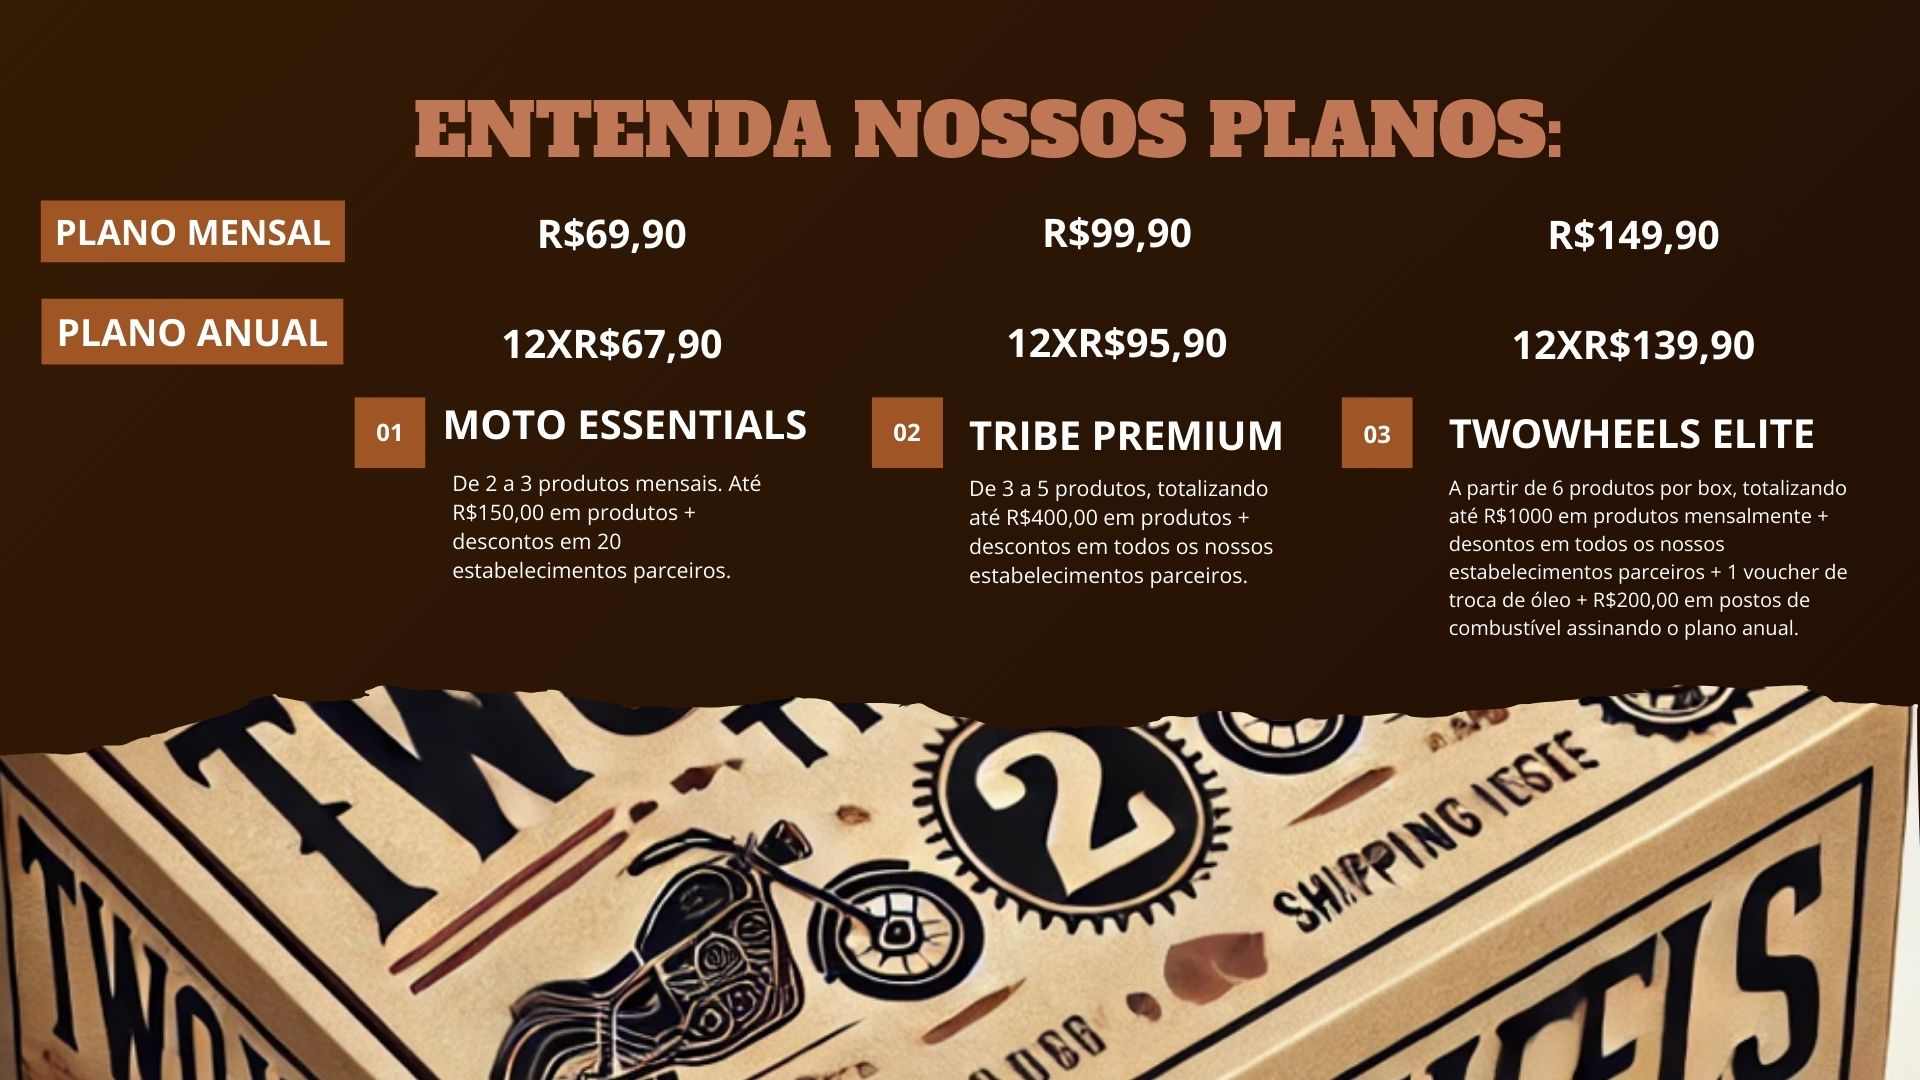 ENTENDA NOSSOS PLANOS:
PLANO MENSAL
R$69,90
R$99,90
R$149,90
PLANO ANUAL
12XR$67,90
12XR$95,90
12XR$139,90
01
MOTO ESSENTIALS
De 2 a 3 produtos mensais. Até
R$150,00 em produtos +
descontos em 20
estabelecimentos parceiros.
02
TRIBE PREMIUM
De 3 a 5 produtos, totalizando
até R$400,00 em produtos +
descontos em todos os nossos
estabelecimentos parceiros.
03
TWOWHEELS ELITE
A partir de 6 produtos por box, totalizando
até R$1000 em produtos mensalmente +
desontos em todos os nossos
estabelecimentos parceiros + 1 voucher de
troca de óleo + R$200,00 em postos de
combustível assinando o plano anual.
TWO
2
SHIPPING